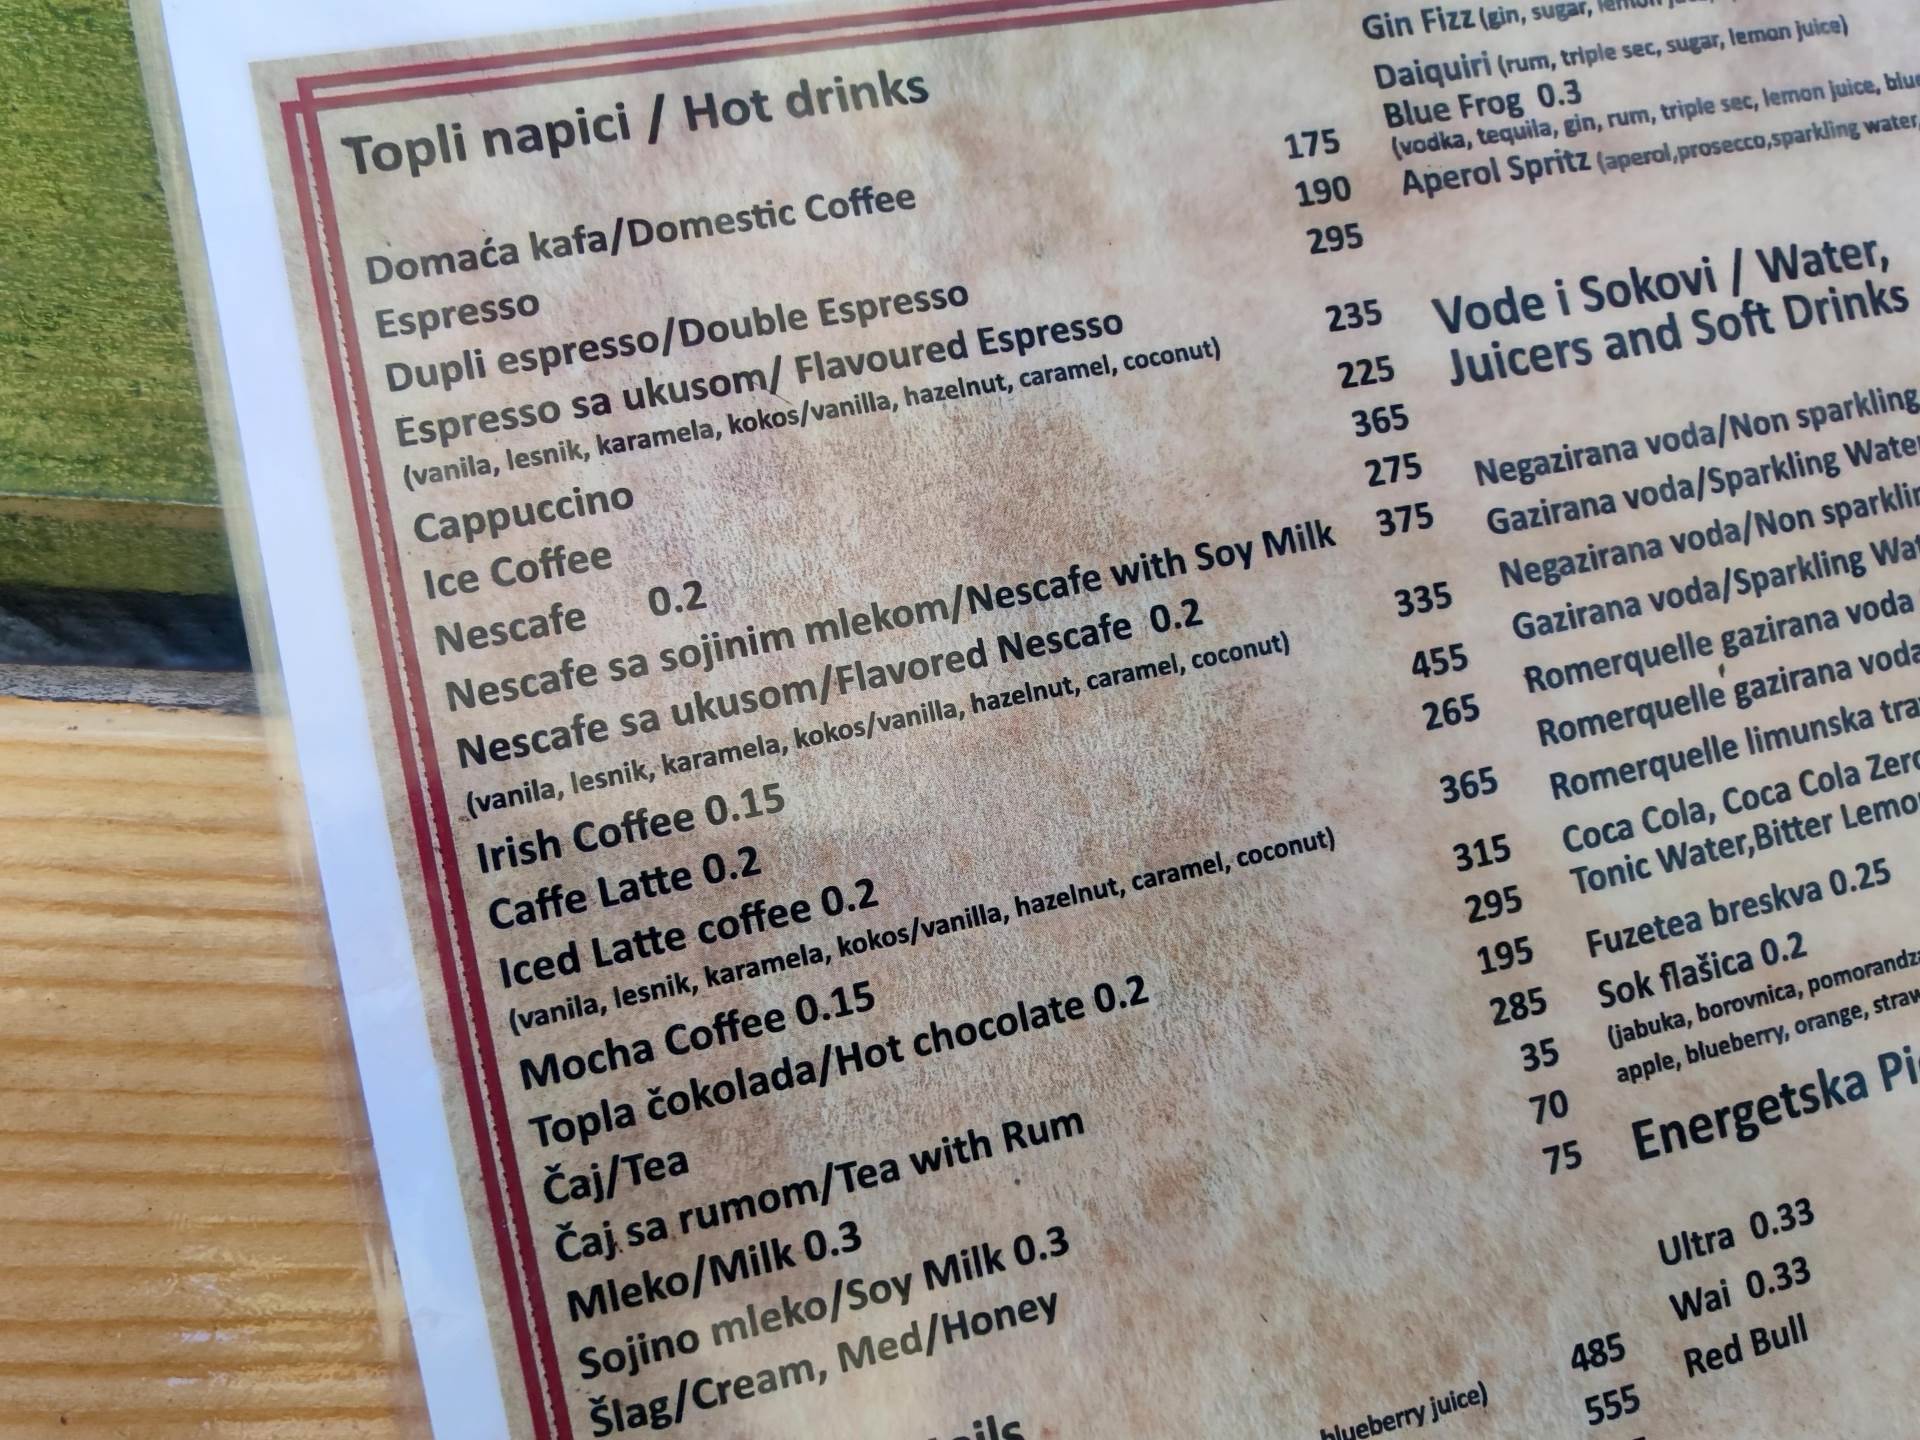 Topli napici / Hot drinks
Domaća kafa/Domestic Coffee
Espresso
Dupli espresso/Double Espresso
Espresso sa ukusom/ Flavoured Espresso
(vanila, lesnik, karamela, kokos/vanilla, hazelnut, caramel, coconut)
Cappuccino
Ice Coffee
Nescafe 0.2
Nescafe sa sojinim mlekom/Nescafe with Soy Milk
Nescafe sa ukusom/Flavored Nescafe 0.2
(vanila, lesnik, karamela, kokos/vanilla, hazelnut, caramel, coconut)
Irish Coffee 0.15
Caffe Latte 0.2
Iced Latte coffee 0.2
(vanila, lesnik, karamela, kokos/vanilla, hazelnut, caramel, coconut)
Mocha Coffee 0.15
Topla čokolada/Hot chocolate 0.2
Čaj/Tea
Čaj sa rumom/Tea with Rum
Mleko/Milk 0.3
Sojino mleko/Soy Milk 0.3
Šlag/Cream, Med/Honey
blueberry juice)
175
190
295
235
225
365
275
375
335
455
265
365
315
295
195
285
35
70
75
485
555
Gin Fizz (gin, sugar,
Daiquiri (rum, triple sec, sugar, lemon juice)
Blue Frog 0.3
(vodka, tequila, gin, rum, triple sec, lemon juice, blue
Aperol Spritz (aperol,prosecco,sparkling water,
Vode i Sokovi / Water,
Juicers and Soft Drinks
Negazirana voda/Non sparkling
Gazirana voda/Sparkling Water
Negazirana voda/Non sparklin
Gazirana voda/Sparkling Wat
Romerquelle gazirana voda
Romerquelle gazirana voda
Romerquelle limunska tra
Coca Cola, Coca Cola Zero
Tonic Water,Bitter Lemo
Fuzetea breskva 0.25
Sok flašica 0.2
(jabuka, borovnica, pomorandz
apple, blueberry, orange, straw
Energetska Pi
Ultra 0.33
Wai 0.33
Red Bull